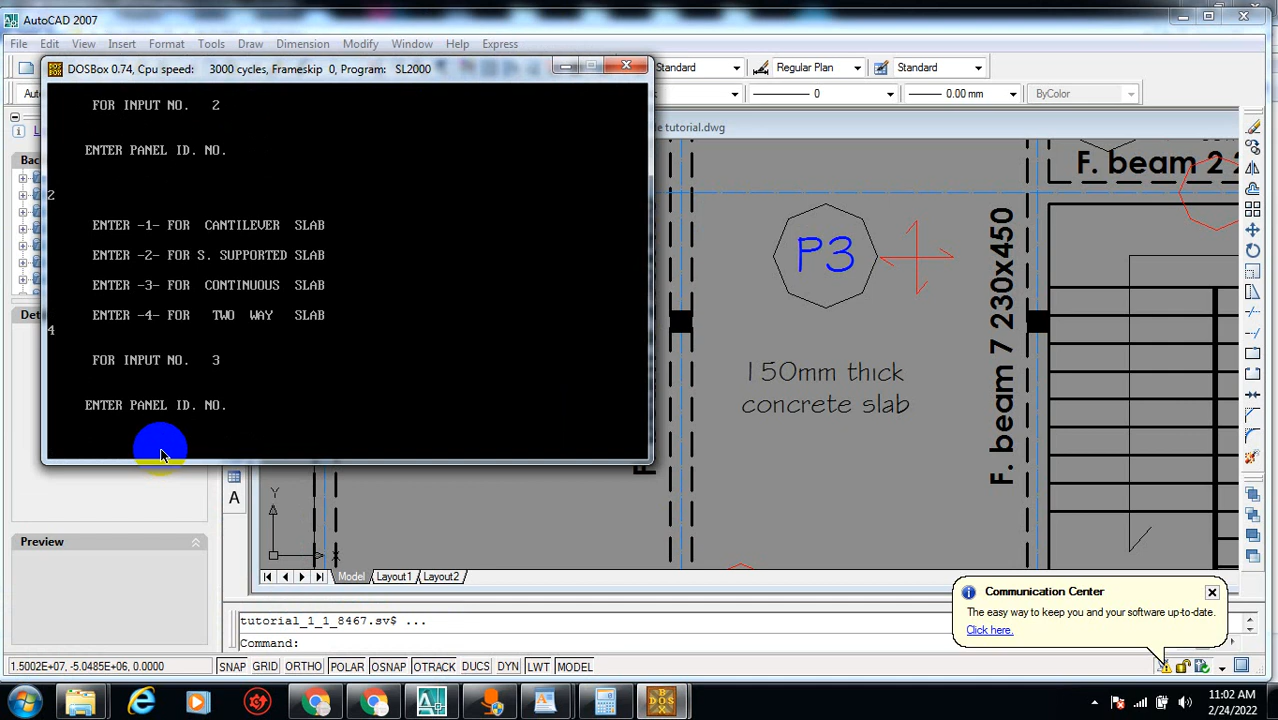 AutoCAD 2007
File Edit View Insert Format Tools Draw Dimension Modify Window Help Express
DOSBox 0.74, Cpu speed: 3000 cycles, Frameskip 0, Program: SL2000
Standard Regular Plan Standard
0 0.00 mm ByColor
e tutorial.dwg
FOR INPUT NO. 2
ENTER PANEL ID. NO.
2
ENTER -1- FOR CANTILEVER SLAB
ENTER -2- FOR S. SUPPORTED SLAB
ENTER -3- FOR CONTINUOUS SLAB
ENTER -4- FOR TWO WAY SLAB
4
FOR INPUT NO. 3
ENTER PANEL ID. NO.
F. beam 2 2
P3
F. beam 7 230x450
150mm thick
concrete slab
A
Y
X
Preview
Model Layout1 Layout2
Communication Center
The easy way to keep you and your software up-to-date.
Click here.
tutorial_1_1_8467.sv$ ...
Command:
1.5002E+07, -5.0485E+06, 0.0000 SNAP GRID ORTHO POLAR OSNAP OTRACK DUCS DYN LWT MODEL
11:02 AM
2/24/2022